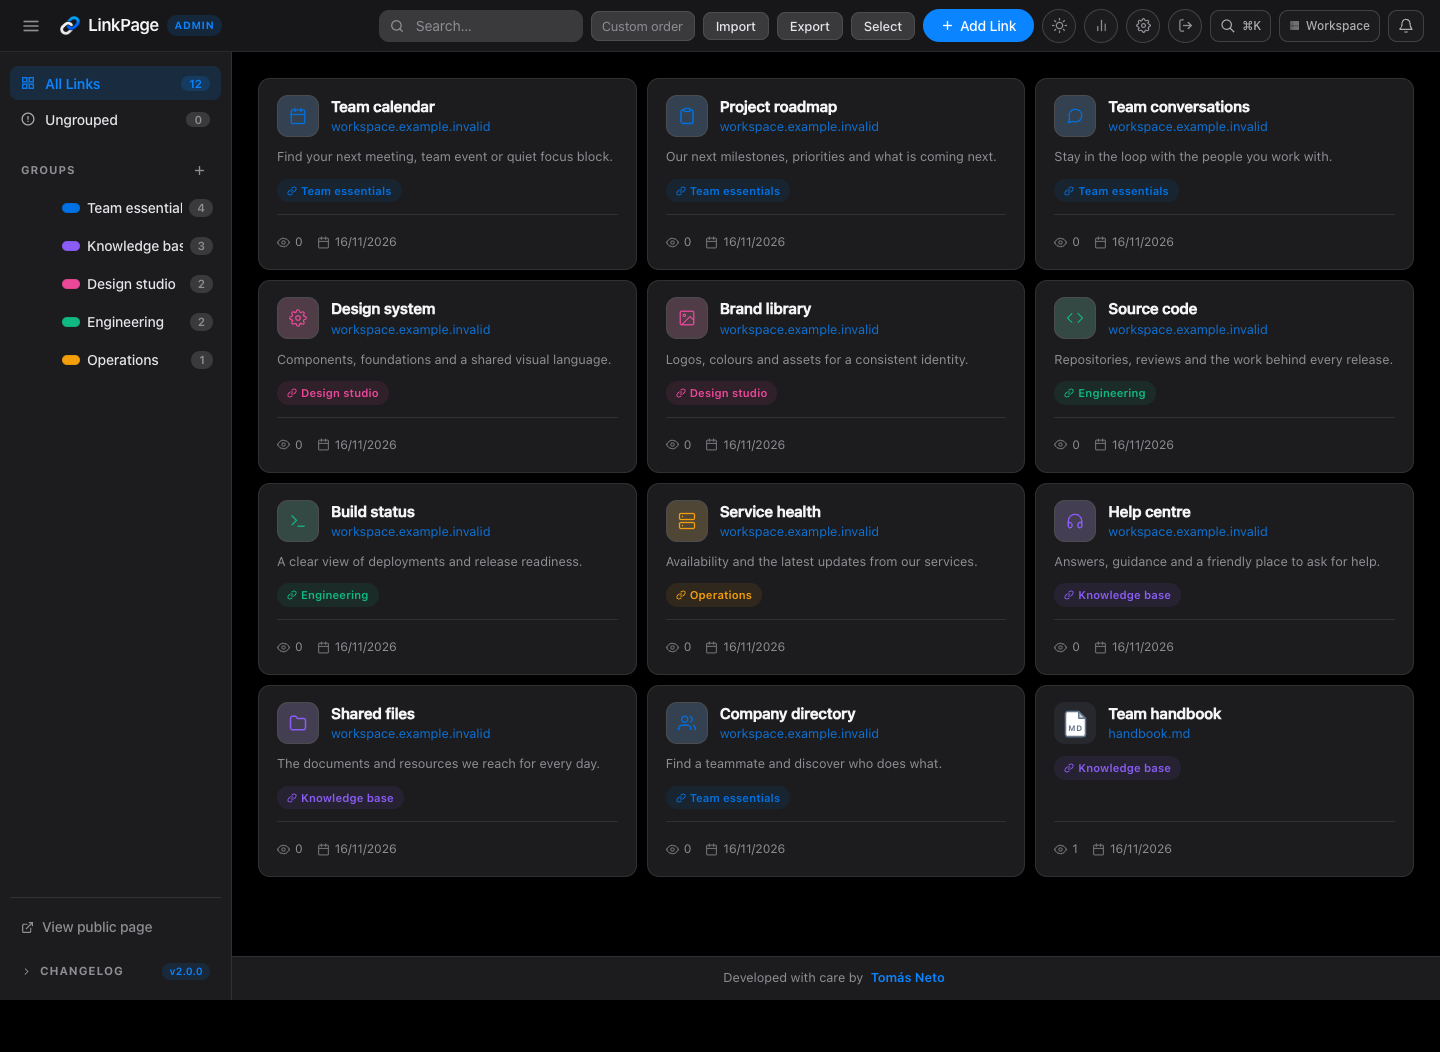 LinkPage ADMIN
Search...
Custom order
Import
Export
Select
+ Add Link
⌘K
Workspace
All Links 12
Ungrouped 0
GROUPS +
Team essential 4
Knowledge bas 3
Design studio 2
Engineering 2
Operations 1
View public page
CHANGELOG v2.0.0
Team calendar
workspace.example.invalid
Find your next meeting, team event or quiet focus block.
Team essentials
0 16/11/2026
Project roadmap
workspace.example.invalid
Our next milestones, priorities and what is coming next.
Team essentials
0 16/11/2026
Team conversations
workspace.example.invalid
Stay in the loop with the people you work with.
Team essentials
0 16/11/2026
Design system
workspace.example.invalid
Components, foundations and a shared visual language.
Design studio
0 16/11/2026
Brand library
workspace.example.invalid
Logos, colours and assets for a consistent identity.
Design studio
0 16/11/2026
Source code
workspace.example.invalid
Repositories, reviews and the work behind every release.
Engineering
0 16/11/2026
Build status
workspace.example.invalid
A clear view of deployments and release readiness.
Engineering
0 16/11/2026
Service health
workspace.example.invalid
Availability and the latest updates from our services.
Operations
0 16/11/2026
Help centre
workspace.example.invalid
Answers, guidance and a friendly place to ask for help.
Knowledge base
0 16/11/2026
Shared files
workspace.example.invalid
The documents and resources we reach for every day.
Knowledge base
0 16/11/2026
Company directory
workspace.example.invalid
Find a teammate and discover who does what.
Team essentials
0 16/11/2026
MD
Team handbook
handbook.md
Knowledge base
1 16/11/2026
Developed with care by Tomás Neto